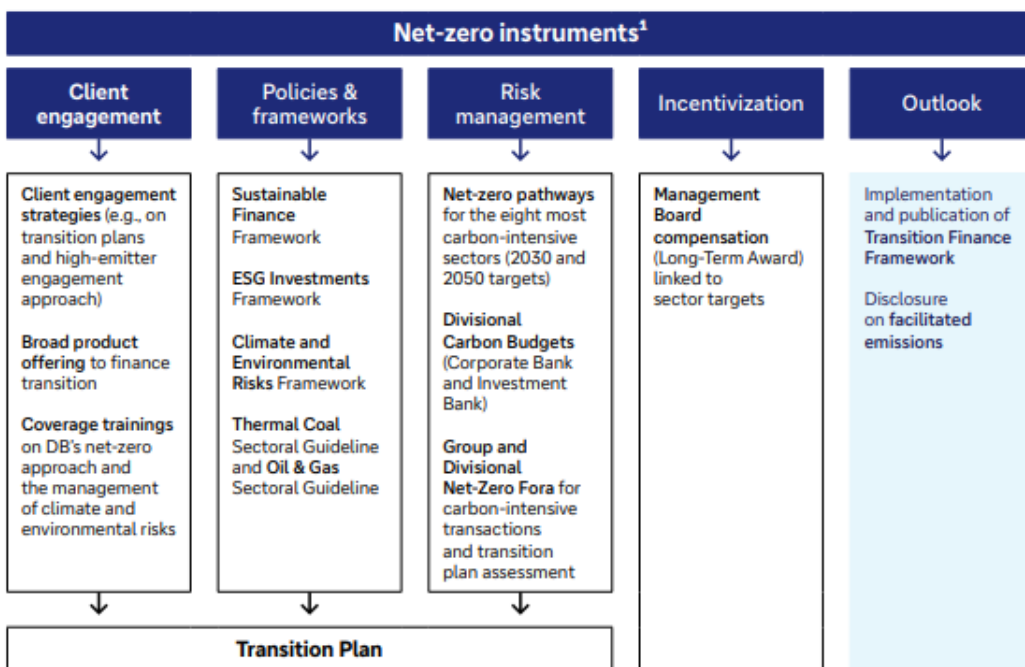 Net-zero instruments¹
Client
engagement
Policies &
frameworks
Risk
management
Incentivization
Outlook
Client engagement
strategies (e.g., on
transition plans
and high-emitter
engagement
approach)
Broad product
offering to finance
transition
Coverage trainings
on DB's net-zero
approach and
the management
of climate and
environmental risks
Sustainable
Finance
Framework
ESG Investments
Framework
Climate and
Environmental
Risks Framework
Thermal Coal
Sectoral Guideline
and Oil & Gas
Sectoral Guideline
Net-zero pathways
for the eight most
carbon-intensive
sectors (2030 and
2050 targets)
Divisional
Carbon Budgets
(Corporate Bank
and Investment
Bank)
Group and
Divisional
Net-Zero Fora for
carbon-intensive
transactions
and transition
plan assessment
Management
Board
compensation
(Long-Term Award)
linked to
sector targets
Implementation
and publication of
Transition Finance
Framework
Disclosure
on facilitated
emissions
Transition Plan